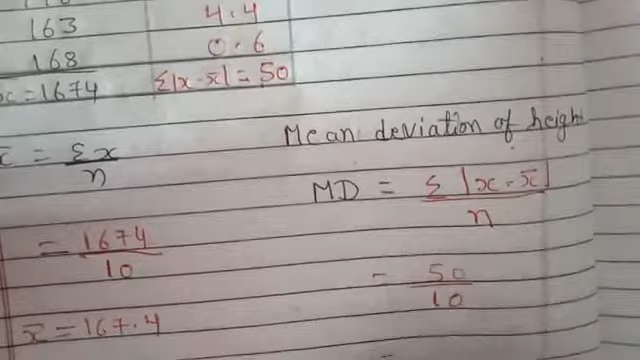 163 4.4
168 0.6
x = 1674 Σ|x-x̄| = 50
Mean deviation of height
x̄ = Σx/n
MD = Σ|x-x̄|/n
= 1674/10
= 50/10
x̄ = 167.4